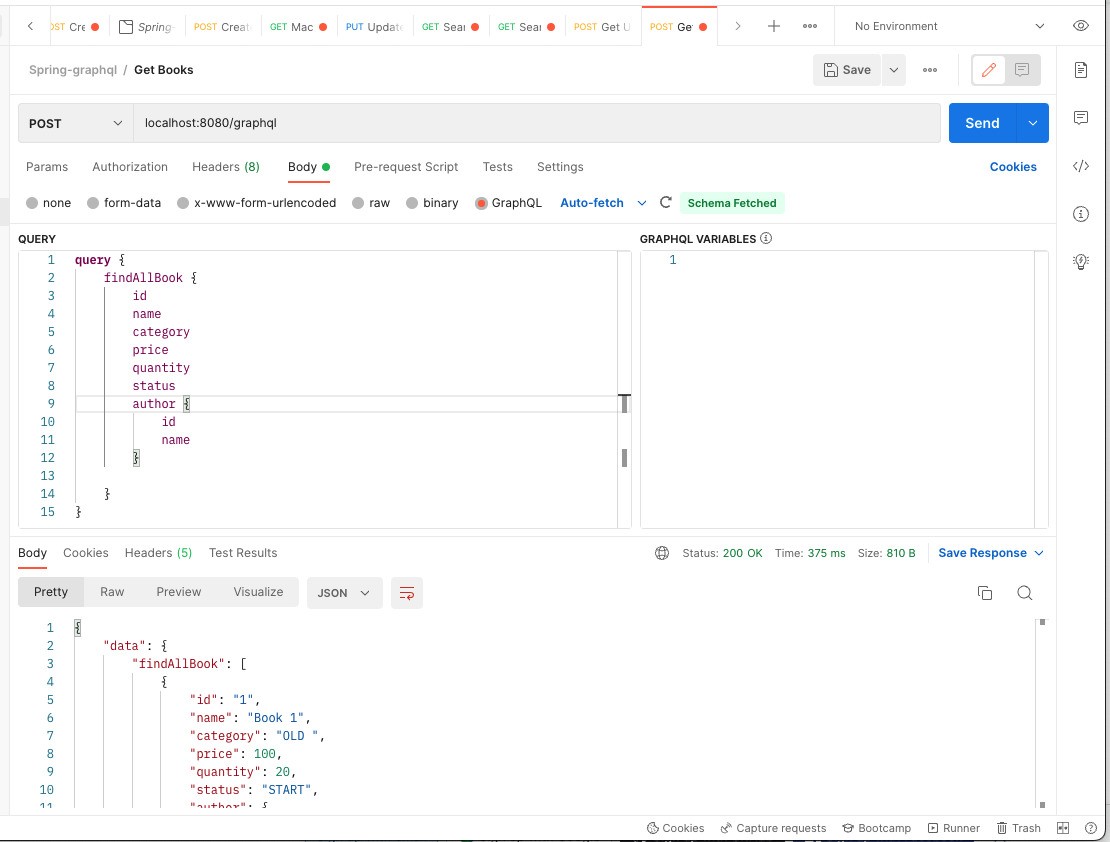 OST Cre Spring- POST Creat GET Mac PUT Update GET Sear GET Sear POST Get U POST Ge No Environment
Spring-graphql / Get Books Save
POST localhost:8080/graphql Send
Params Authorization Headers (8) Body Pre-request Script Tests Settings Cookies
none form-data x-www-form-urlencoded raw binary GraphQL Auto-fetch Schema Fetched
QUERY GRAPHQL VARIABLES
1 query { 1
2 findAllBook {
3 id
4 name
5 category
6 price
7 quantity
8 status
9 author {
10 id
11 name
12 }
13
14 }
15 }
Body Cookies Headers (5) Test Results Status: 200 OK Time: 375 ms Size: 810 B Save Response
Pretty Raw Preview Visualize JSON
1 {
2 "data": {
3 "findAllBook": [
4 {
5 "id": "1",
6 "name": "Book 1",
7 "category": "OLD ",
8 "price": 100,
9 "quantity": 20,
10 "status": "START",
11 "author": {
Cookies Capture requests Bootcamp Runner Trash